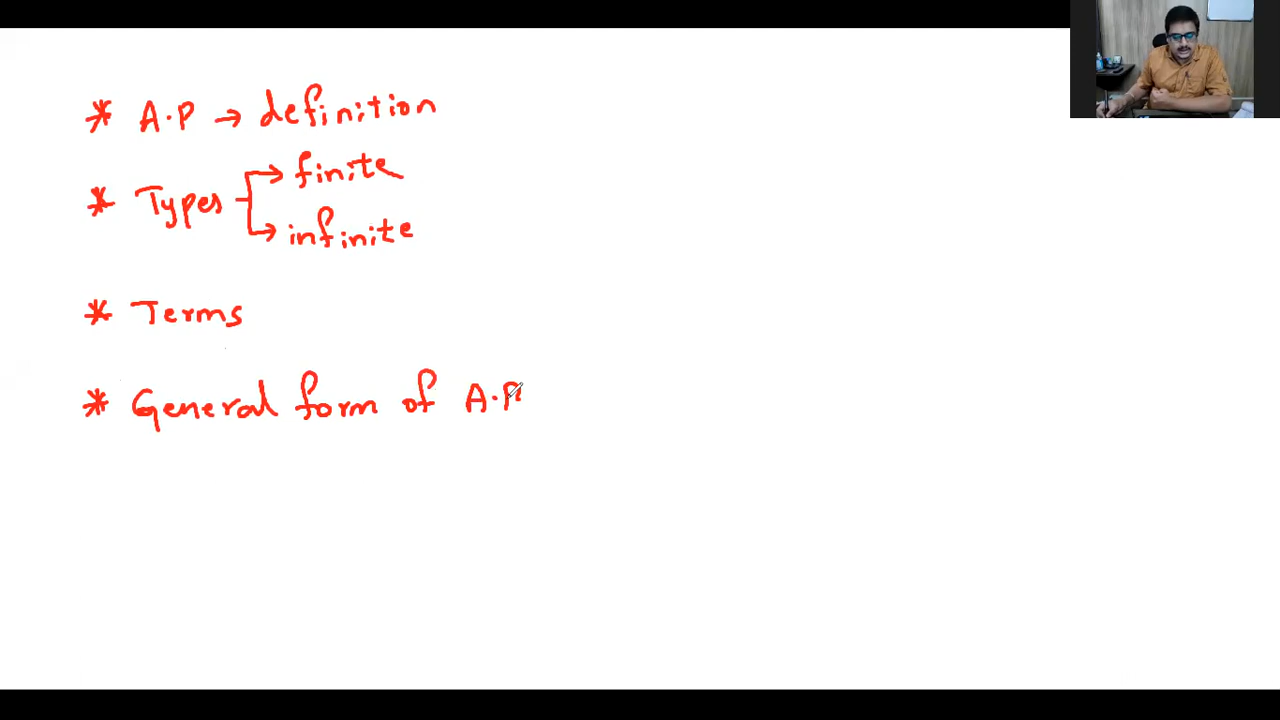 * A.P → definition
* Types → finite
→ infinite
* Terms
* General form of A.P